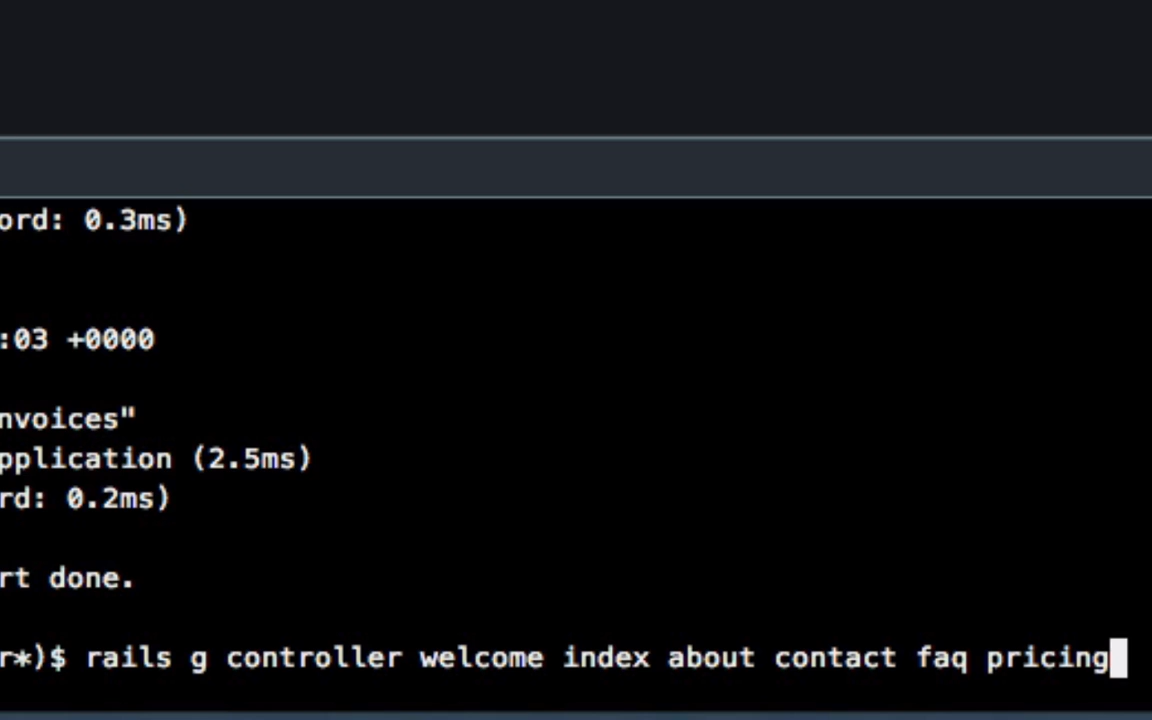 ord: 0.3ms)
:03 +0000
nvoices"
pplication (2.5ms)
rd: 0.2ms)
rt done.
r*)$ rails g controller welcome index about contact faq pricing